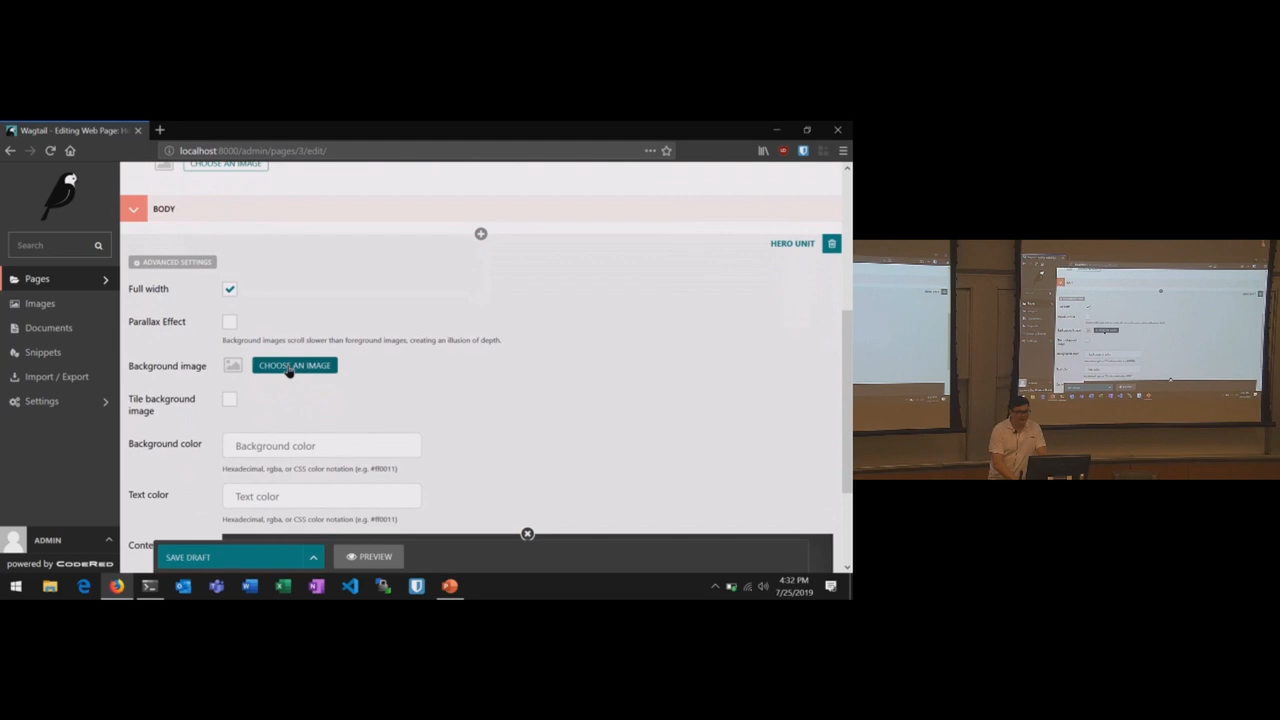 Wagtail - Editing Web Page: H
localhost:8000/admin/pages/3/edit/
CHOOSE AN IMAGE
BODY
HERO UNIT
Search
ADVANCED SETTINGS
Pages
Full width
Images
Parallax Effect
Documents
Background images scroll slower than foreground images, creating an illusion of depth.
Snippets
Background image
CHOOSE AN IMAGE
Import / Export
Settings
Tile background
image
Background color
Background color
Hexadecimal, rgba, or CSS color notation (e.g. #ff0011)
Text color
Text color
Hexadecimal, rgba, or CSS color notation (e.g. #ff0011)
ADMIN
Conte
SAVE DRAFT
PREVIEW
powered by CODERED
4:32 PM
7/25/2019